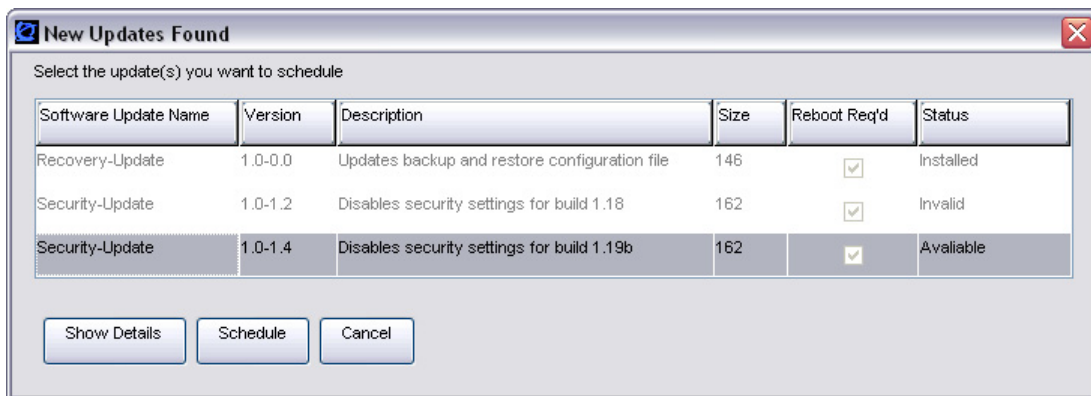 New Updates Found
Select the update(s) you want to schedule
Software Update Name Version Description Size Reboot Req'd Status
Recovery-Update 1.0-0.0 Updates backup and restore configuration file 146 Installed
Security-Update 1.0-1.2 Disables security settings for build 1.18 162 Invalid
Security-Update 1.0-1.4 Disables security settings for build 1.19b 162 Avaliable
Show Details Schedule Cancel